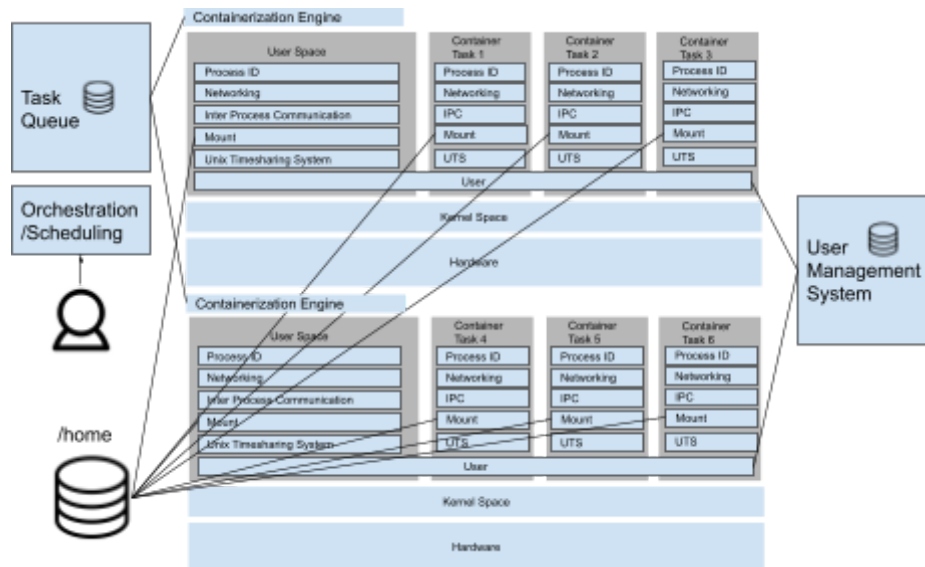 Containerization Engine
Task
Queue
User Space
Process ID
Networking
Inter Process Communication
Mount
Unix Timesharing System
Container
Task 1
Process ID
Networking
IPC
Mount
UTS
Container
Task 2
Process ID
Networking
IPC
Mount
UTS
Container
Task 3
Process ID
Networking
IPC
Mount
UTS
User
Kernel Space
Hardware
Orchestration
/Scheduling
User
Management
System
Containerization Engine
User Space
Process ID
Networking
Inter Process Communication
Mount
Unix Timesharing System
Container
Task 4
Process ID
Networking
IPC
Mount
UTS
Container
Task 5
Process ID
Networking
IPC
Mount
UTS
Container
Task 6
Process ID
Networking
IPC
Mount
UTS
User
Kernel Space
Hardware
/home